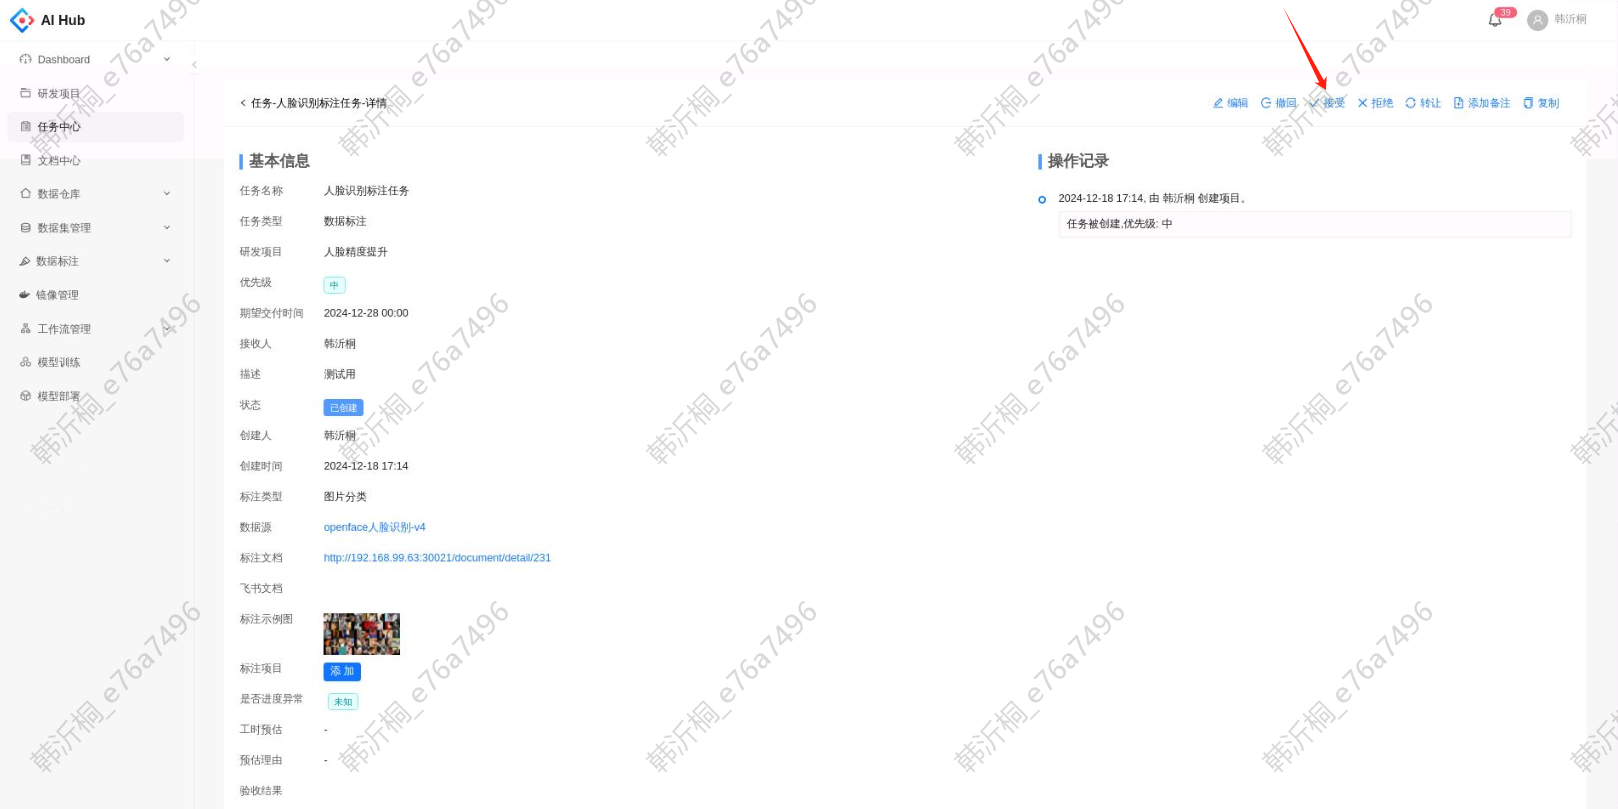 AI Hub
39
韩沂桐
Dashboard
研发项目
任务中心
文档中心
数据仓库
数据集管理
数据标注
镜像管理
工作流管理
模型训练
模型部署
< 任务-人脸识别标注任务-详情
编辑 撤回 接受 拒绝 转让 添加备注 复制
基本信息
任务名称 人脸识别标注任务
任务类型 数据标注
研发项目 人脸精度提升
优先级 中
期望交付时间 2024-12-28 00:00
接收人 韩沂桐
描述 测试用
状态 已创建
创建人 韩沂桐
创建时间 2024-12-18 17:14
标注类型 图片分类
数据源 openface人脸识别-v4
标注文档 http://192.168.99.63:30021/document/detail/231
飞书文档
标注示例图
标注项目 添 加
是否进度异常 未知
工时预估 -
预估理由 -
验收结果
操作记录
2024-12-18 17:14, 由 韩沂桐 创建项目。
任务被创建,优先级: 中
韩沂桐_e76a7496